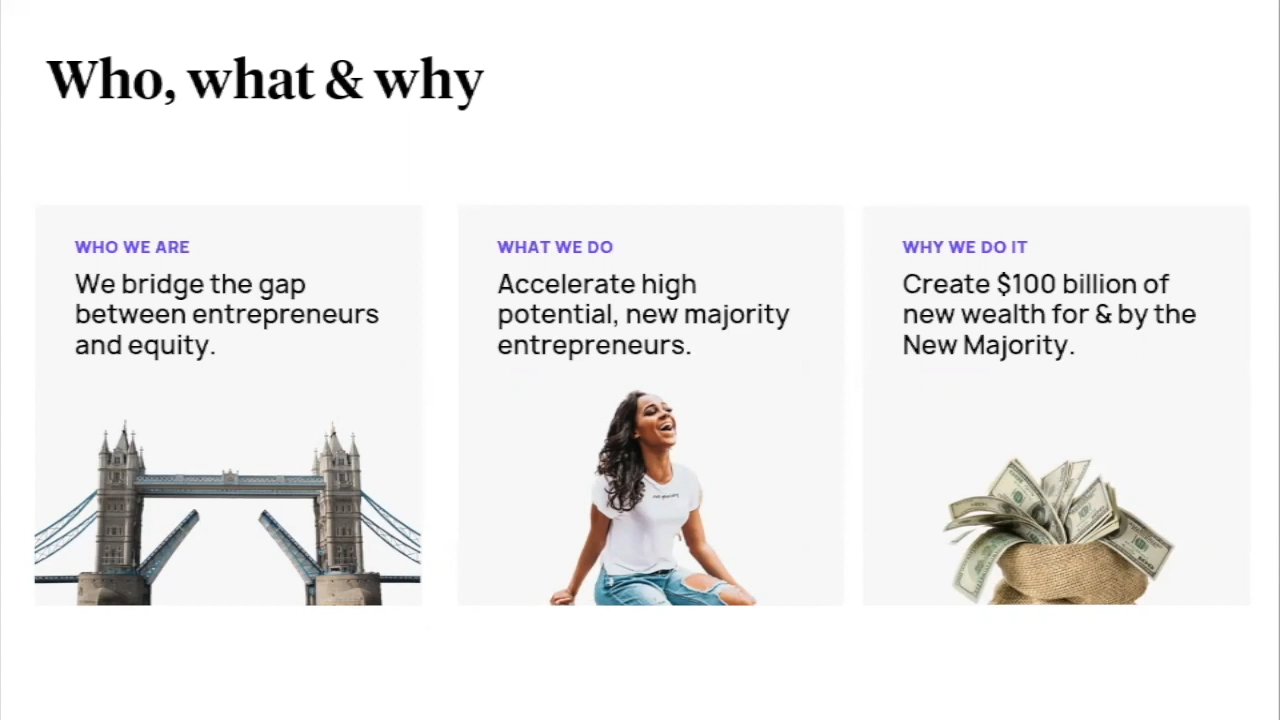 Who, what & why
WHO WE ARE
We bridge the gap
between entrepreneurs
and equity.
WHAT WE DO
Accelerate high
potential, new majority
entrepreneurs.
WHY WE DO IT
Create $100 billion of
new wealth for & by the
New Majority.